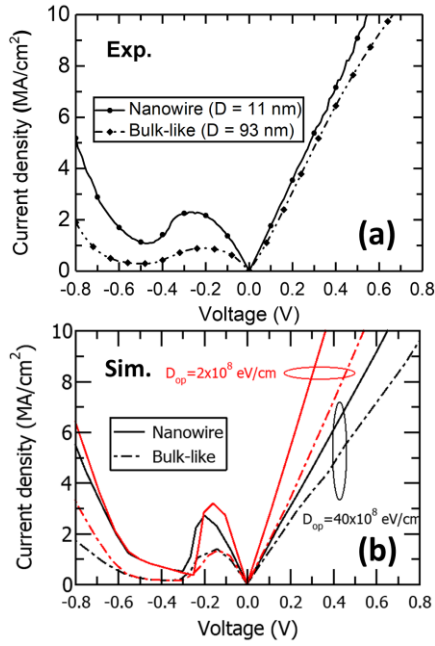 10
8
6
4
2
0
Current density (MA/cm²)
Exp.
Nanowire (D = 11 nm)
Bulk-like (D = 93 nm)
(a)
-0.8 -0.6 -0.4 -0.2 0.0 0.2 0.4 0.6 0.8
Voltage (V)
10
8
6
4
2
0
Current density (MA/cm²)
Sim.
D_op=2x10⁸ eV/cm
Nanowire
Bulk-like
D_op=40x10⁸ eV/cm
(b)
-0.8 -0.6 -0.4 -0.2 0.0 0.2 0.4 0.6 0.8
Voltage (V)